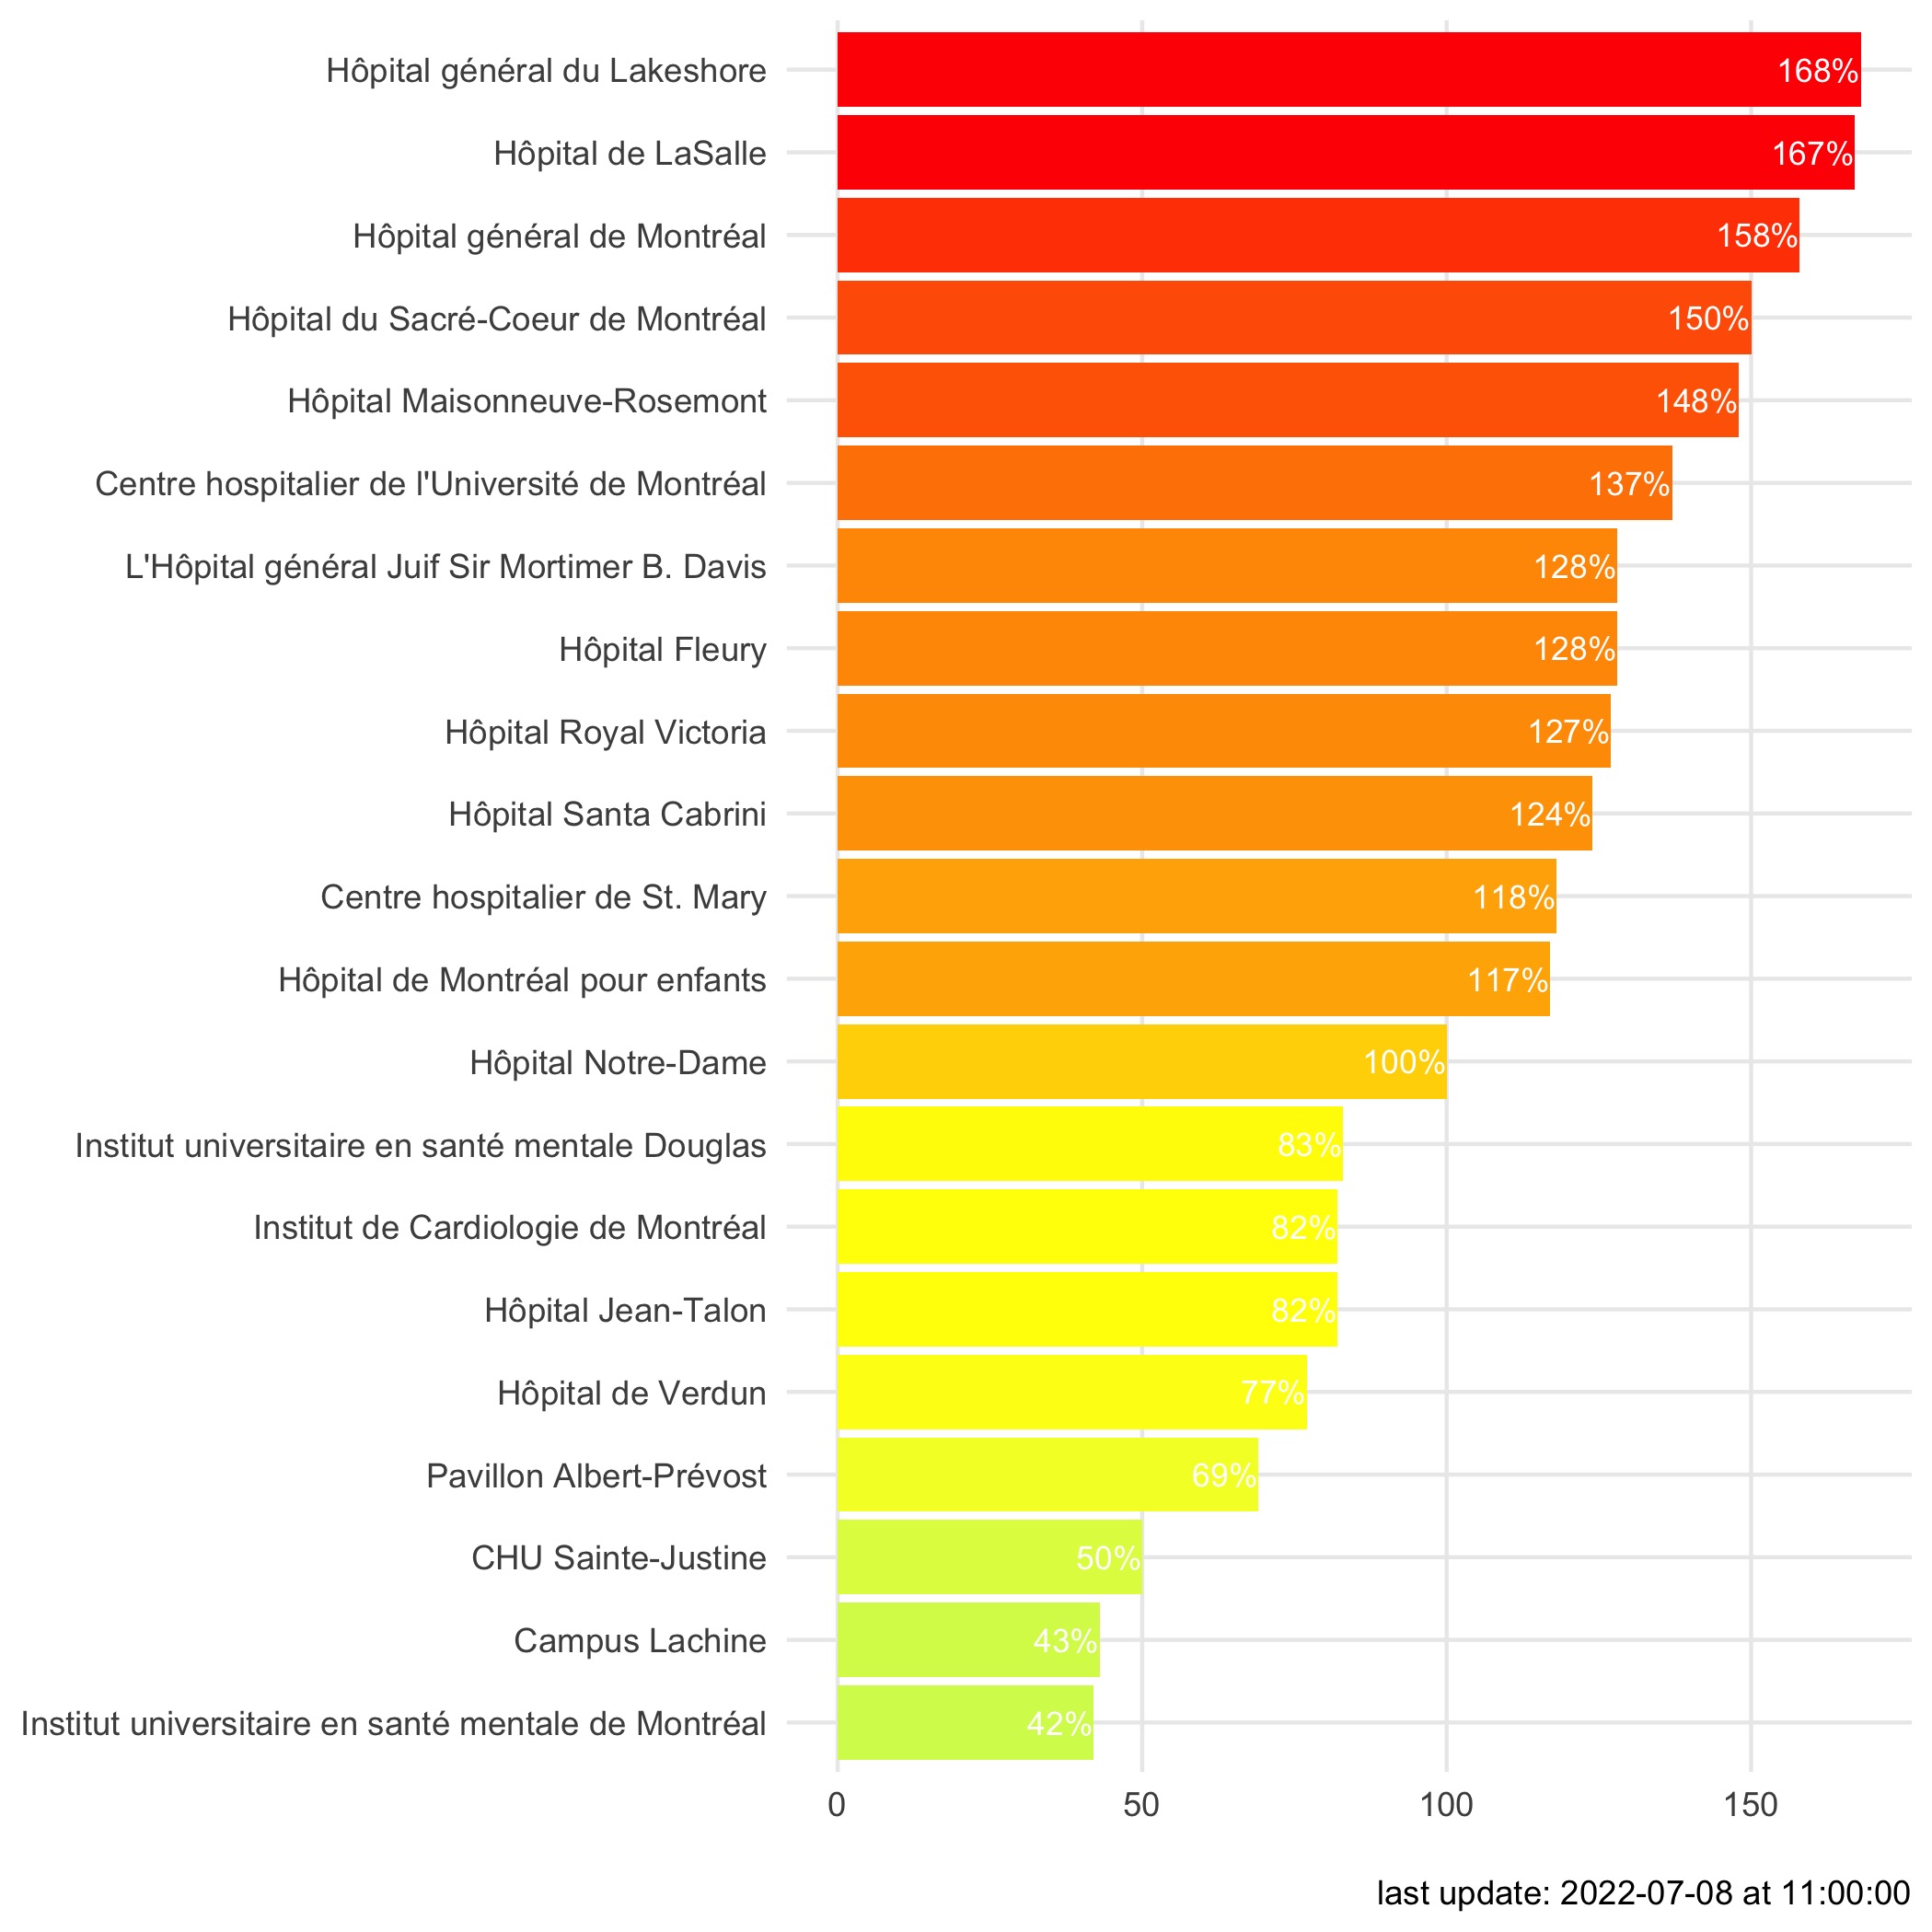 Hôpital général du Lakeshore 168%
Hôpital de LaSalle 167%
Hôpital général de Montréal 158%
Hôpital du Sacré-Coeur de Montréal 150%
Hôpital Maisonneuve-Rosemont 148%
Centre hospitalier de l'Université de Montréal 137%
L'Hôpital général Juif Sir Mortimer B. Davis 128%
Hôpital Fleury 128%
Hôpital Royal Victoria 127%
Hôpital Santa Cabrini 124%
Centre hospitalier de St. Mary 118%
Hôpital de Montréal pour enfants 117%
Hôpital Notre-Dame 100%
Institut universitaire en santé mentale Douglas 83%
Institut de Cardiologie de Montréal 82%
Hôpital Jean-Talon 82%
Hôpital de Verdun 77%
Pavillon Albert-Prévost 69%
CHU Sainte-Justine 50%
Campus Lachine 43%
Institut universitaire en santé mentale de Montréal 42%
0 50 100 150
last update: 2022-07-08 at 11:00:00